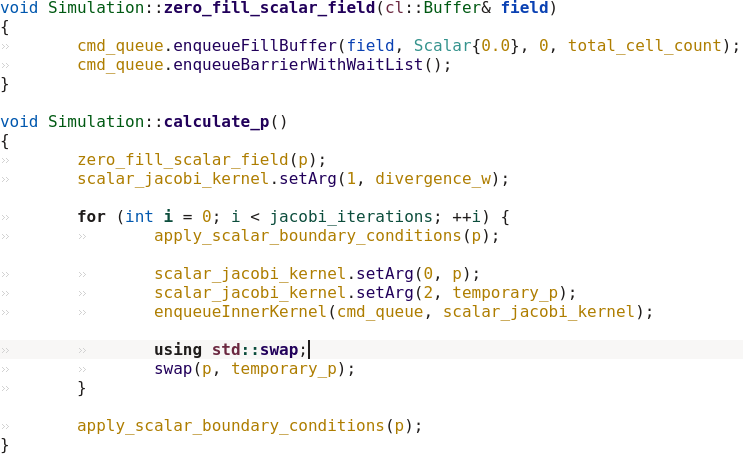 void Simulation::zero_fill_scalar_field(cl::Buffer& field)
{
»	cmd_queue.enqueueFillBuffer(field, Scalar{0.0}, 0, total_cell_count);
»	cmd_queue.enqueueBarrierWithWaitList();
}

void Simulation::calculate_p()
{
»	zero_fill_scalar_field(p);
»	scalar_jacobi_kernel.setArg(1, divergence_w);

»	for (int i = 0; i < jacobi_iterations; ++i) {
»	»	apply_scalar_boundary_conditions(p);

»	»	scalar_jacobi_kernel.setArg(0, p);
»	»	scalar_jacobi_kernel.setArg(2, temporary_p);
»	»	enqueueInnerKernel(cmd_queue, scalar_jacobi_kernel);

»	»	using std::swap;
»	»	swap(p, temporary_p);
»	}

»	apply_scalar_boundary_conditions(p);
}